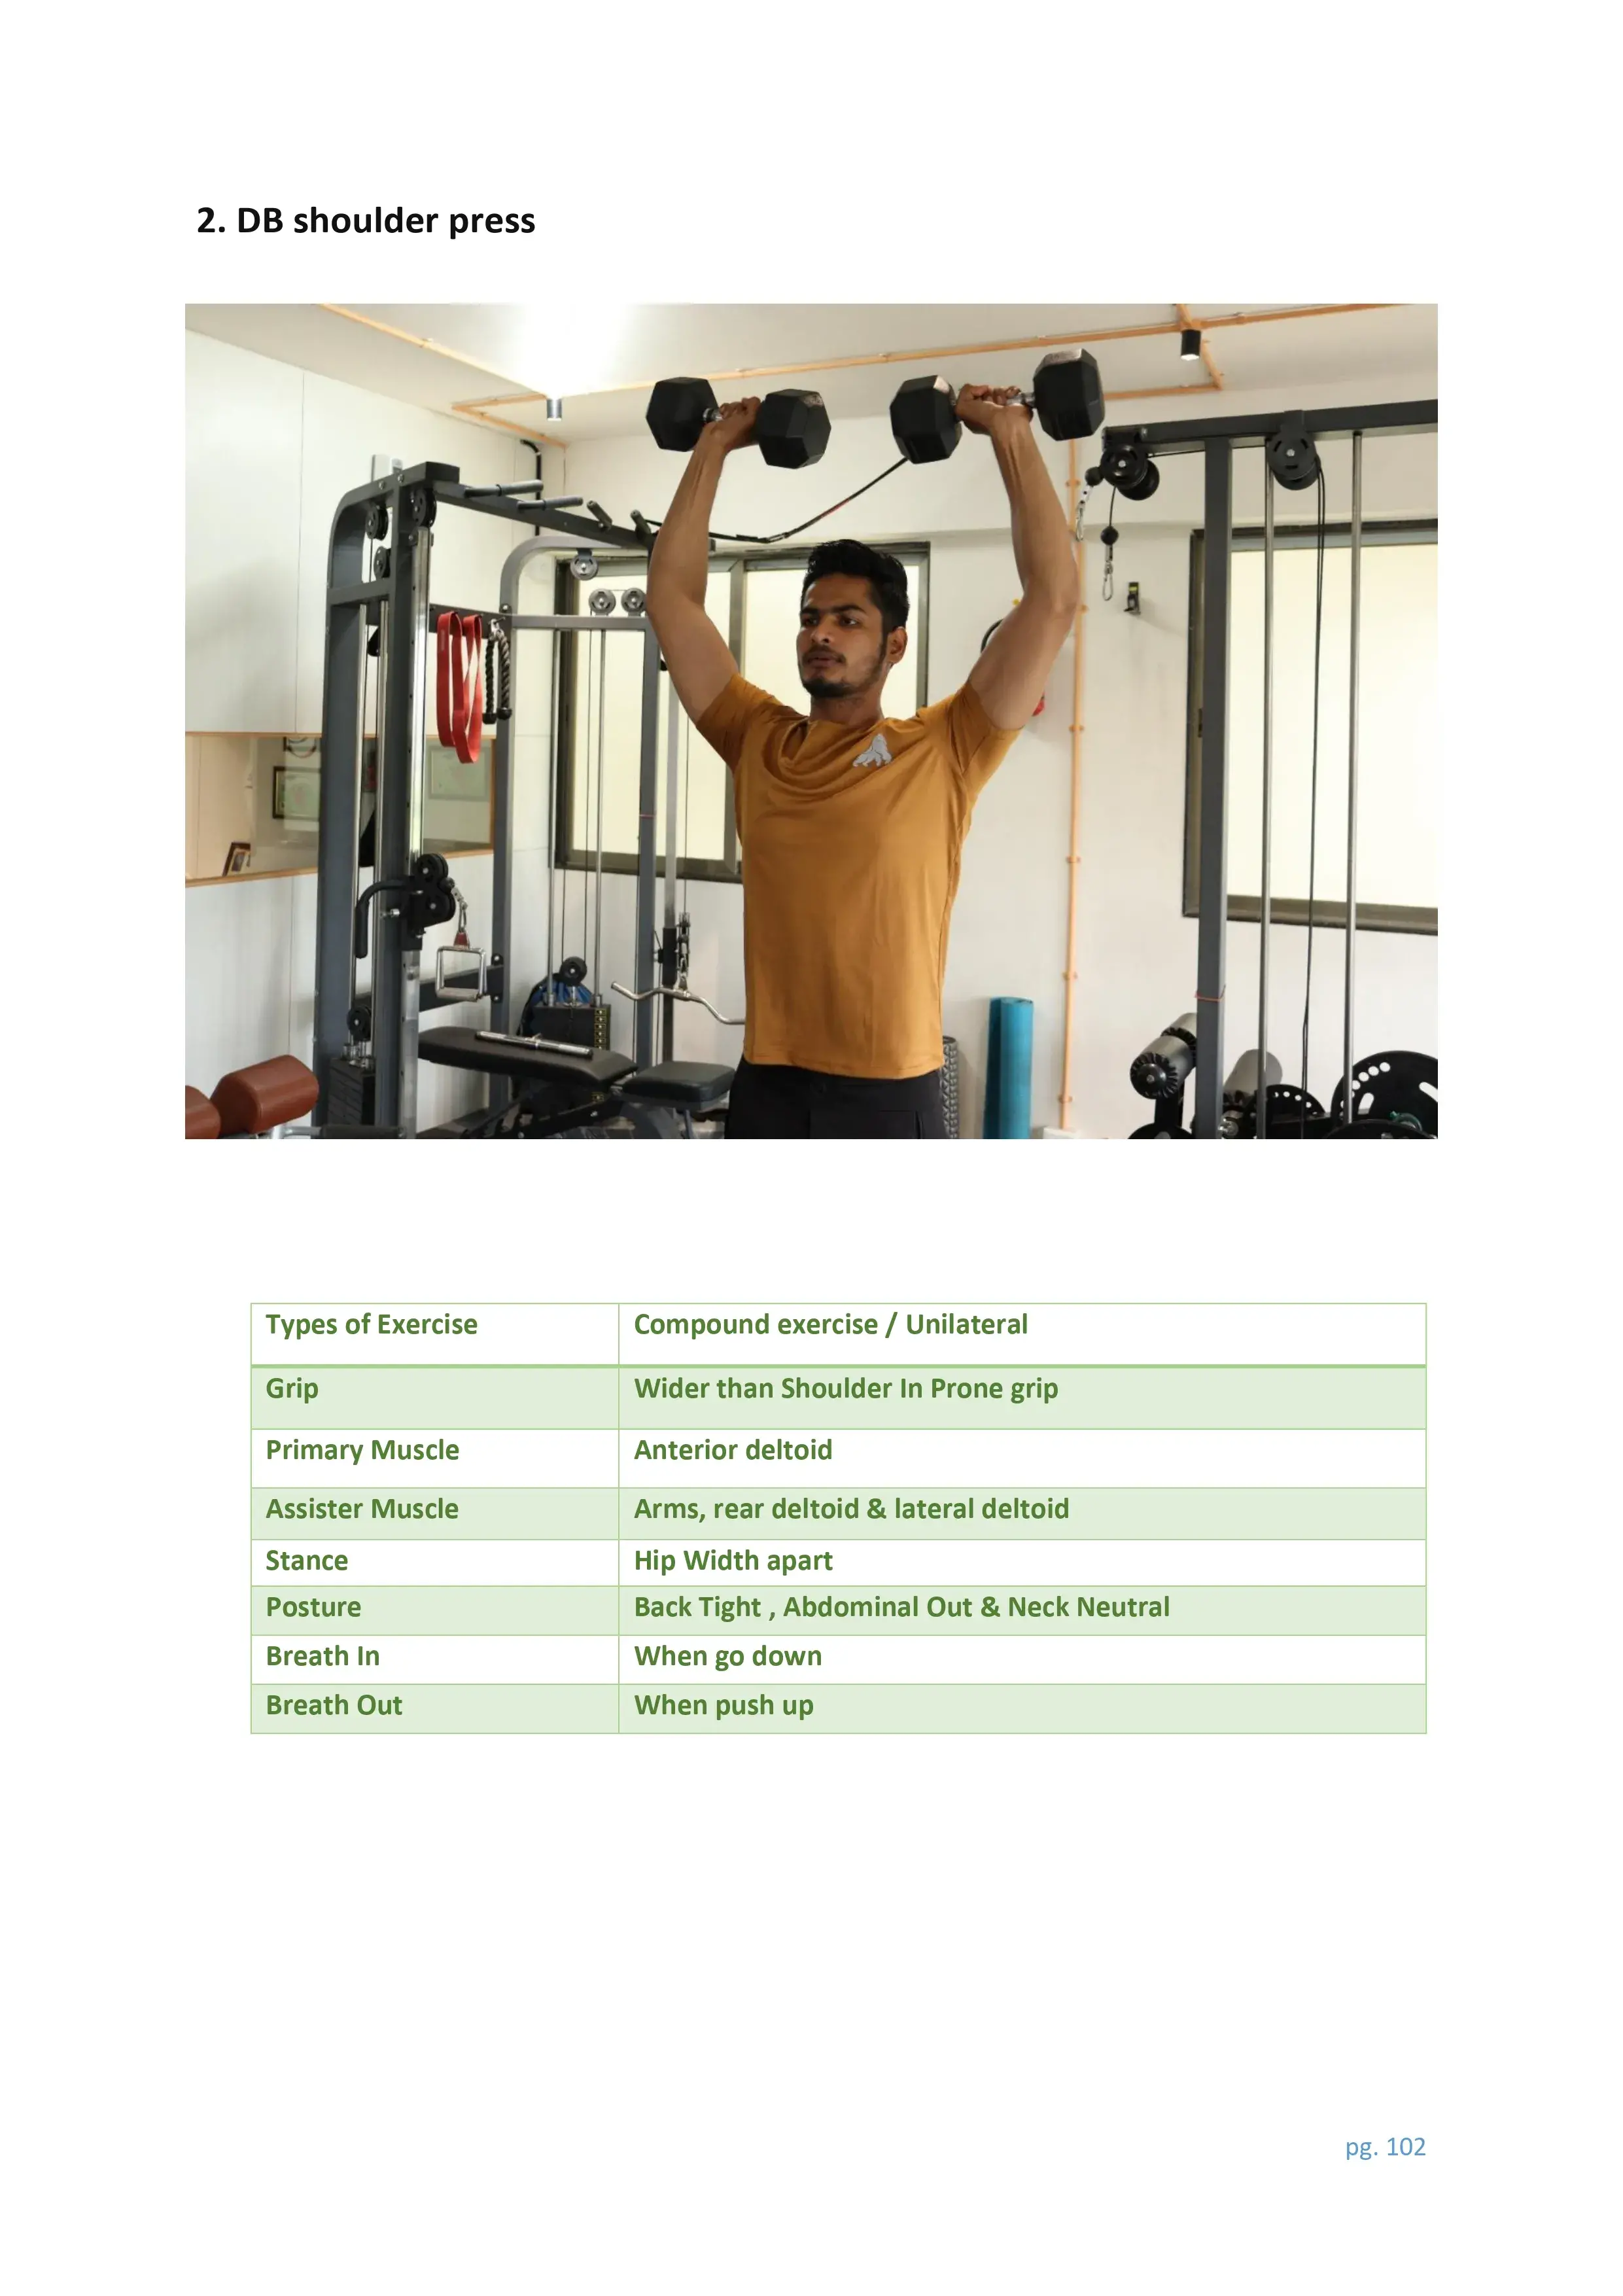 2. DB shoulder press
Types of Exercise Compound exercise / Unilateral
Grip Wider than Shoulder In Prone grip
Primary Muscle Anterior deltoid
Assister Muscle Arms, rear deltoid & lateral deltoid
Stance Hip Width apart
Posture Back Tight , Abdominal Out & Neck Neutral
Breath In When go down
Breath Out When push up
pg. 102